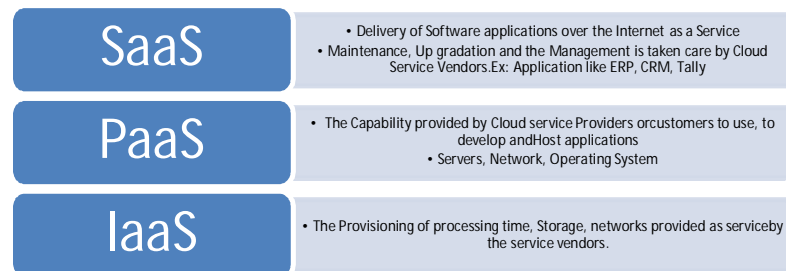 SaaS
• Delivery of Software applications over the Internet as a Service
• Maintenance, Up gradation and the Management is taken care by Cloud
Service Vendors.Ex: Application like ERP, CRM, Tally
PaaS
• The Capability provided by Cloud service Providers orcustomers to use, to
develop andHost applications
• Servers, Network, Operating System
IaaS
• The Provisioning of processing time, Storage, networks provided as serviceby
the service vendors.